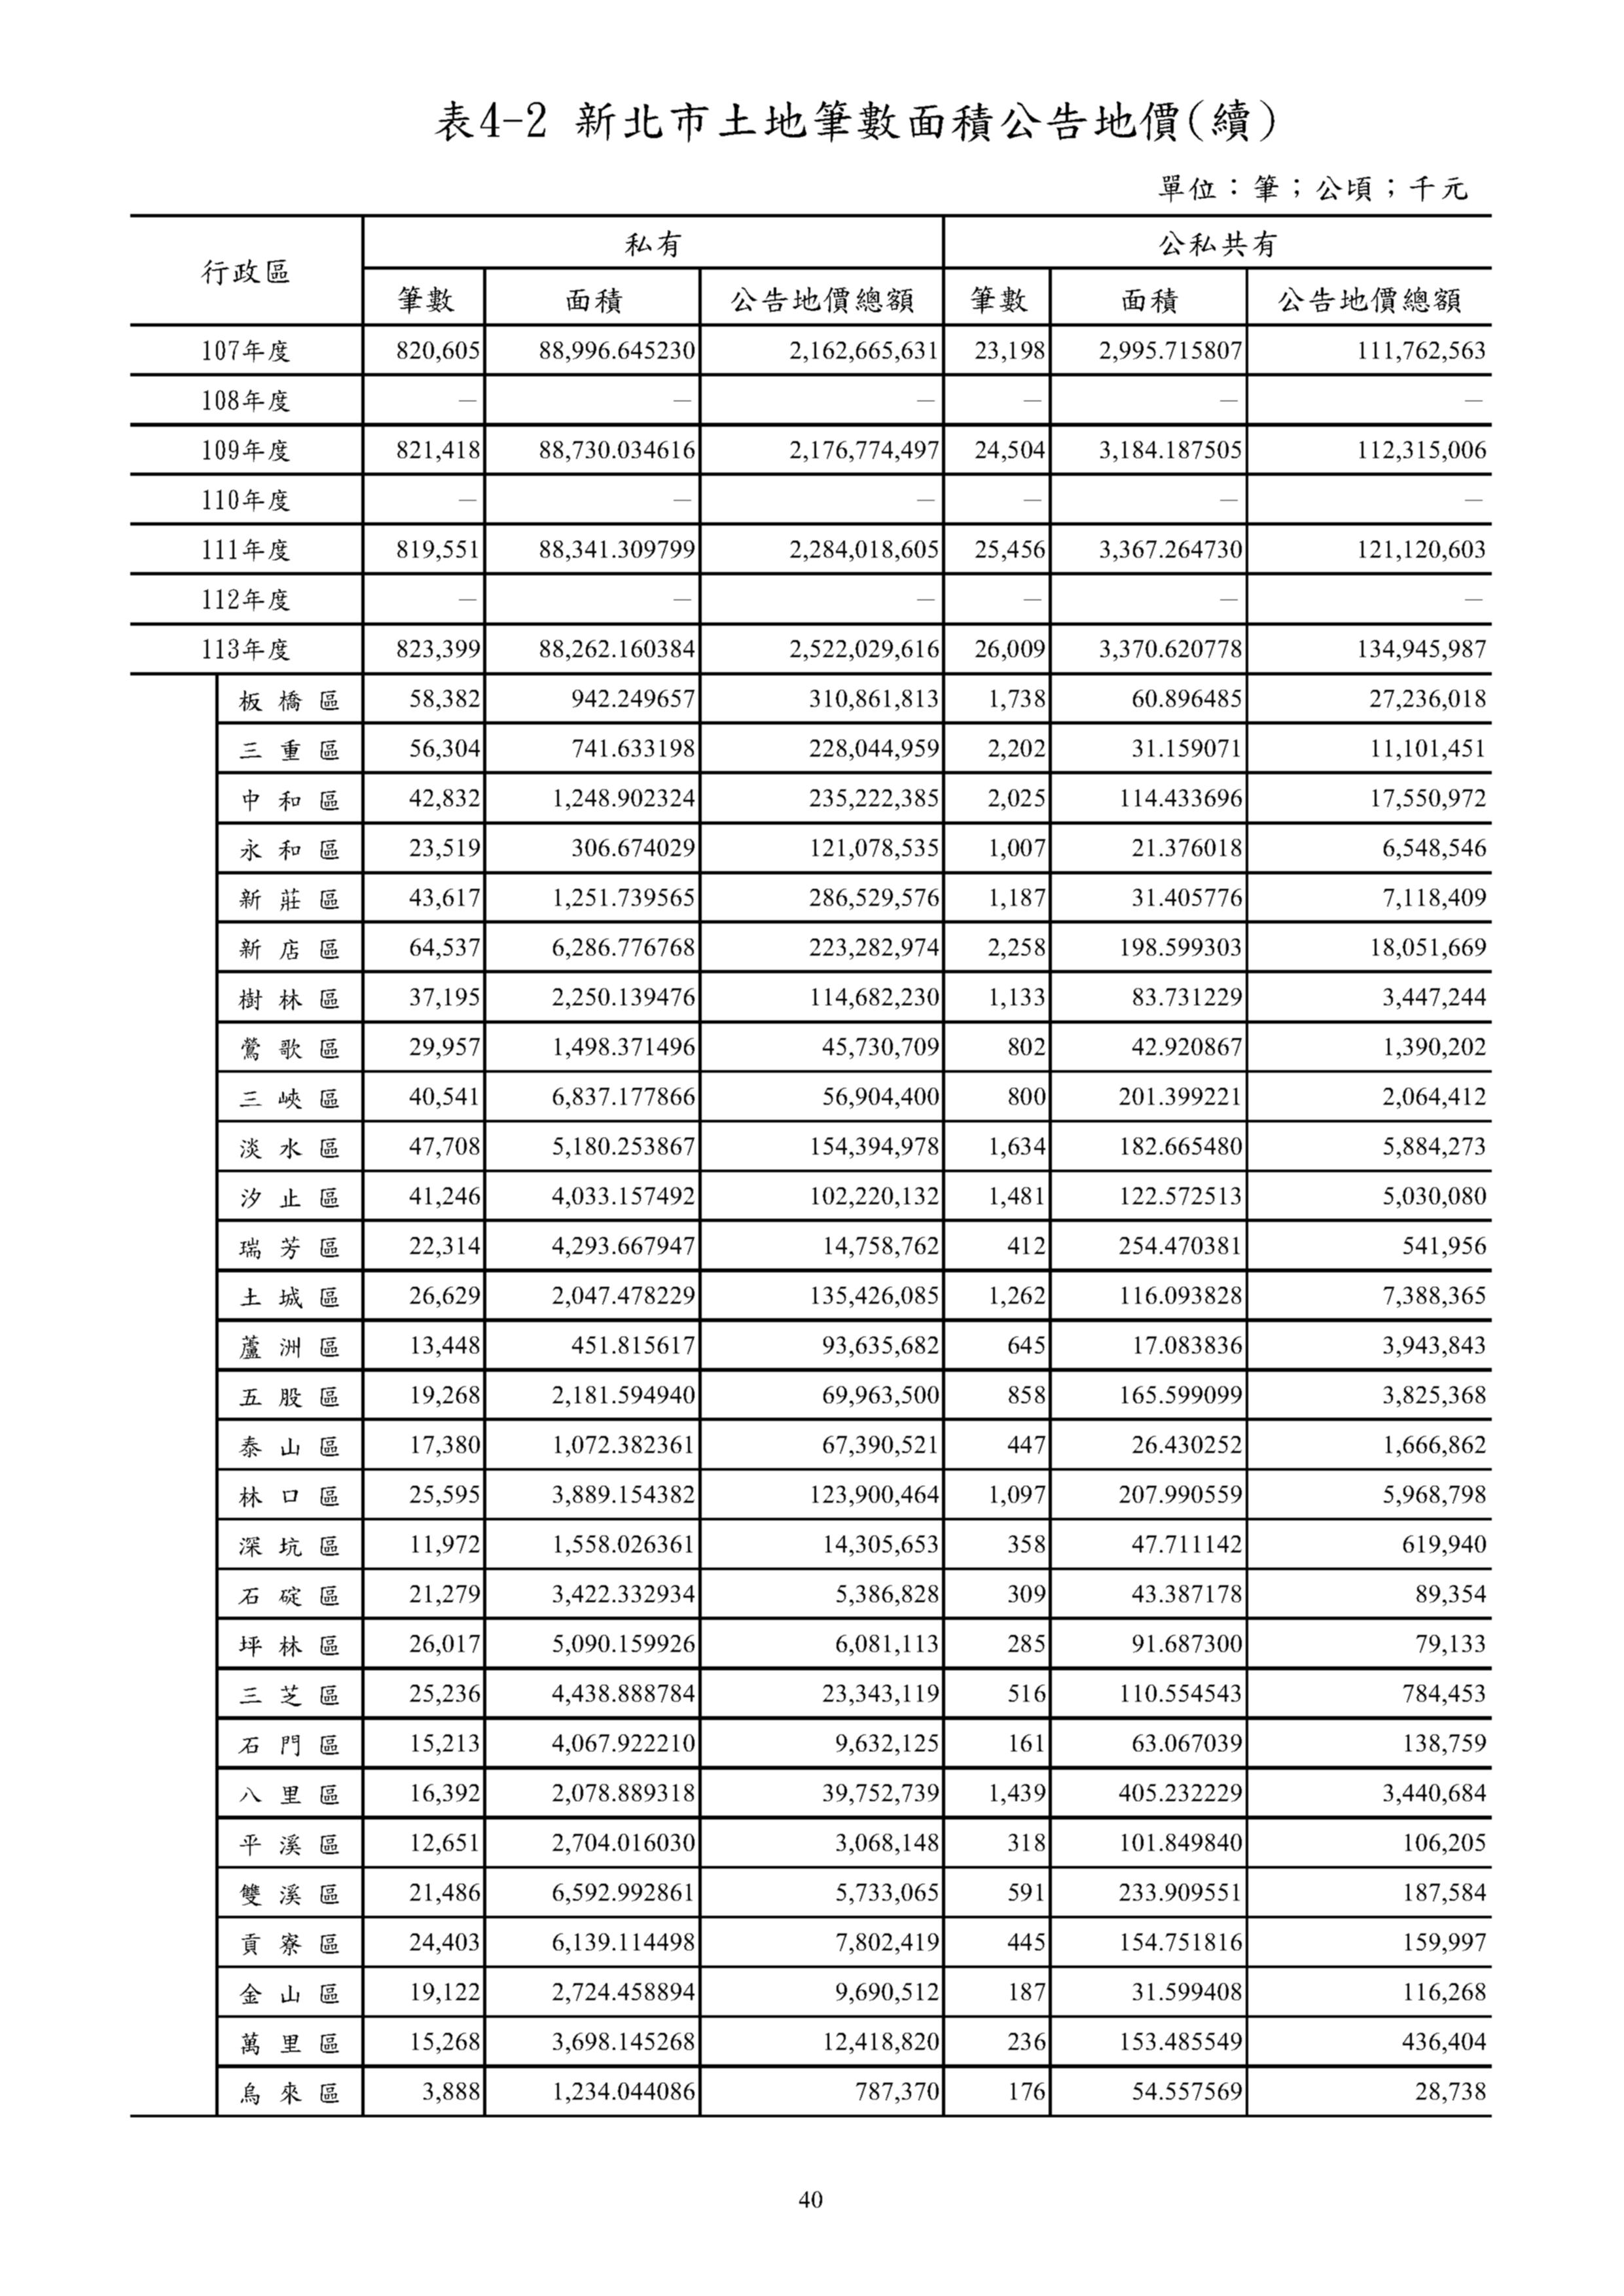 表4-2 新北市土地筆數面積公告地價(續)
單位：筆；公頃；千元
行政區 私有 公私共有
筆數 面積 公告地價總額 筆數 面積 公告地價總額
107年度 820,605 88,996.645230 2,162,665,631 23,198 2,995.715807 111,762,563
108年度 — — — — — —
109年度 821,418 88,730.034616 2,176,774,497 24,504 3,184.187505 112,315,006
110年度 — — — — — —
111年度 819,551 88,341.309799 2,284,018,605 25,456 3,367.264730 121,120,603
112年度 — — — — — —
113年度 823,399 88,262.160384 2,522,029,616 26,009 3,370.620778 134,945,987
板橋區 58,382 942.249657 310,861,813 1,738 60.896485 27,236,018
三重區 56,304 741.633198 228,044,959 2,202 31.159071 11,101,451
中和區 42,832 1,248.902324 235,222,385 2,025 114.433696 17,550,972
永和區 23,519 306.674029 121,078,535 1,007 21.376018 6,548,546
新莊區 43,617 1,251.739565 286,529,576 1,187 31.405776 7,118,409
新店區 64,537 6,286.776768 223,282,974 2,258 198.599303 18,051,669
樹林區 37,195 2,250.139476 114,682,230 1,133 83.731229 3,447,244
鶯歌區 29,957 1,498.371496 45,730,709 802 42.920867 1,390,202
三峽區 40,541 6,837.177866 56,904,400 800 201.399221 2,064,412
淡水區 47,708 5,180.253867 154,394,978 1,634 182.665480 5,884,273
汐止區 41,246 4,033.157492 102,220,132 1,481 122.572513 5,030,080
瑞芳區 22,314 4,293.667947 14,758,762 412 254.470381 541,956
土城區 26,629 2,047.478229 135,426,085 1,262 116.093828 7,388,365
蘆洲區 13,448 451.815617 93,635,682 645 17.083836 3,943,843
五股區 19,268 2,181.594940 69,963,500 858 165.599099 3,825,368
泰山區 17,380 1,072.382361 67,390,521 447 26.430252 1,666,862
林口區 25,595 3,889.154382 123,900,464 1,097 207.990559 5,968,798
深坑區 11,972 1,558.026361 14,305,653 358 47.711142 619,940
石碇區 21,279 3,422.332934 5,386,828 309 43.387178 89,354
坪林區 26,017 5,090.159926 6,081,113 285 91.687300 79,133
三芝區 25,236 4,438.888784 23,343,119 516 110.554543 784,453
石門區 15,213 4,067.922210 9,632,125 161 63.067039 138,759
八里區 16,392 2,078.889318 39,752,739 1,439 405.232229 3,440,684
平溪區 12,651 2,704.016030 3,068,148 318 101.849840 106,205
雙溪區 21,486 6,592.992861 5,733,065 591 233.909551 187,584
貢寮區 24,403 6,139.114498 7,802,419 445 154.751816 159,997
金山區 19,122 2,724.458894 9,690,512 187 31.599408 116,268
萬里區 15,268 3,698.145268 12,418,820 236 153.485549 436,404
烏來區 3,888 1,234.044086 787,370 176 54.557569 28,738
40